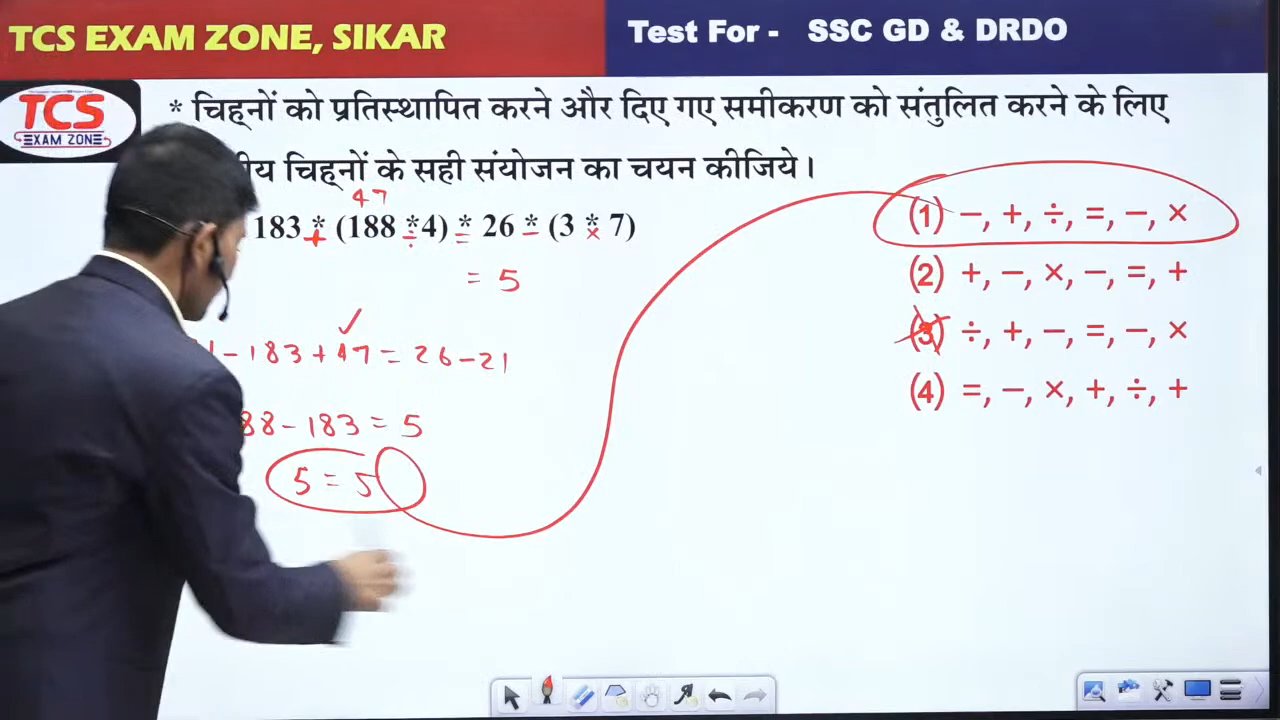 TCS EXAM ZONE, SIKAR
Test For - SSC GD & DRDO
TCS
EXAM ZONE
* चिह्नों को प्रतिस्थापित करने और दिए गए समीकरण को संतुलित करने के लिए
चिह्नों के सही संयोजन का चयन कीजिये।
47
183 * (188 * 4) * 26 * (3 * 7)
+ ÷ = − ×
= 5
− 183 + 47 = 26 − 21
88 − 183 = 5
5 = 5
(1) −, +, ÷, =, −, ×
(2) +, −, ×, −, =, +
(3) ÷, +, −, =, −, ×
(4) =, −, ×, +, ÷, +